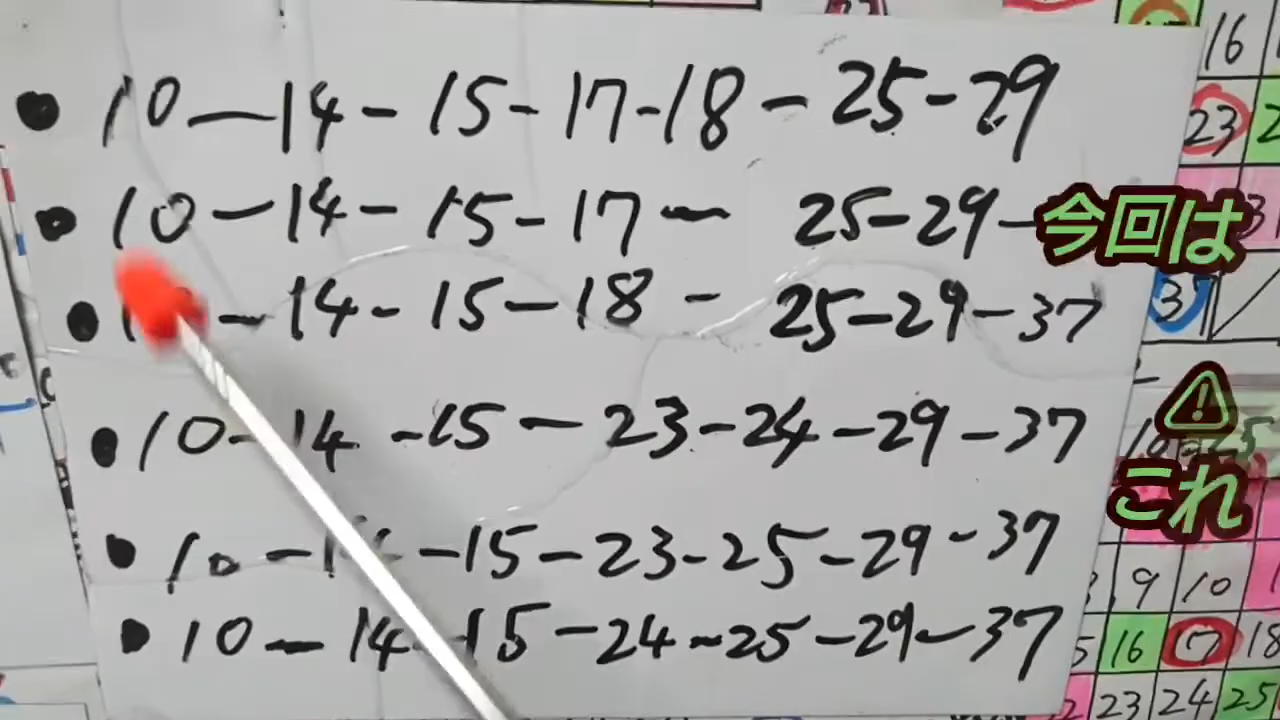 ● 10 — 14 - 15 - 17 - 18 - 25 - 29
● 10 — 14 - 15 - 17 — 25 - 29 -
今回は
● - 14 - 15 - 18 - 25 - 29 - 37
● 10 - 14 - 15 - 23 - 24 - 29 - 37
● 10 - 14 - 15 - 23 - 25 - 29 - 37
● 10 - 14 - 15 - 24 - 25 - 29 - 37
⚠
これ
16
23
37
9 10
16 17 18
23 24 25